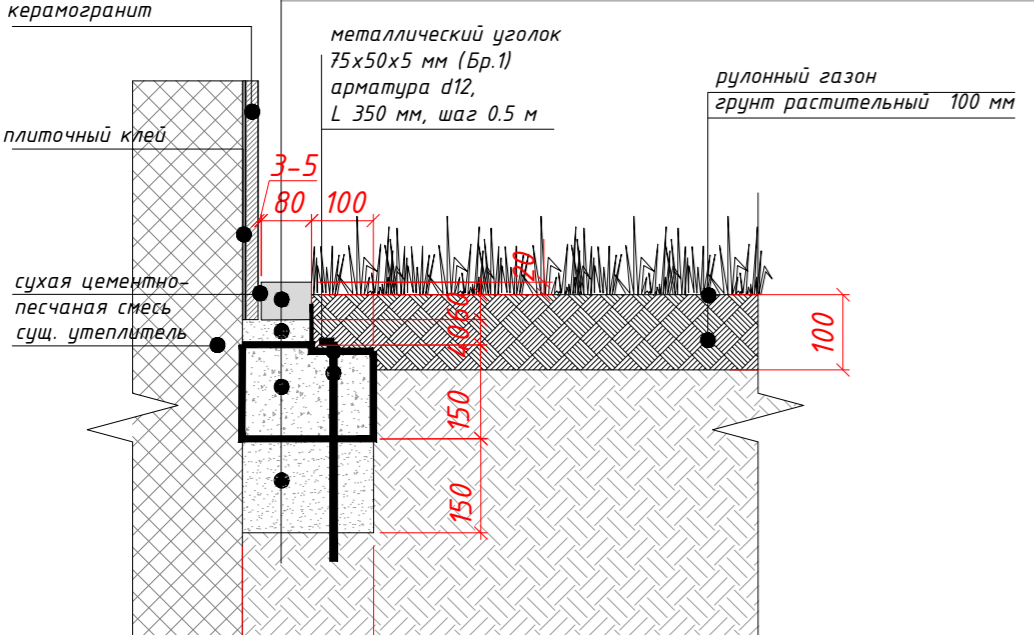 керамогранит
металлический уголок
75х50х5 мм (Бр.1)
арматура d12,
L 350 мм, шаг 0.5 м
рулонный газон
грунт растительный 100 мм
плиточный клей
3-5
80 100
20
сухая цементно-
песчаная смесь
сущ. утеплитель
60
40
100
150
150